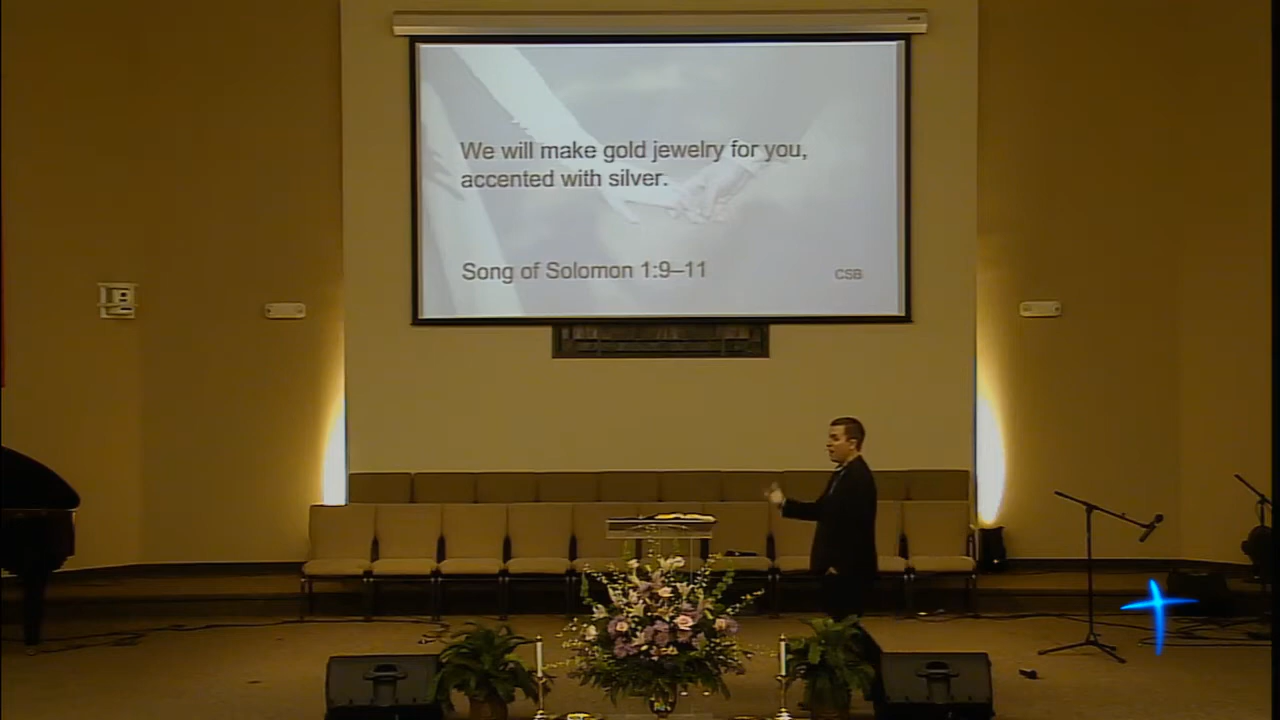 We will make gold jewelry for you,
accented with silver.
Song of Solomon 1:9–11
CSB